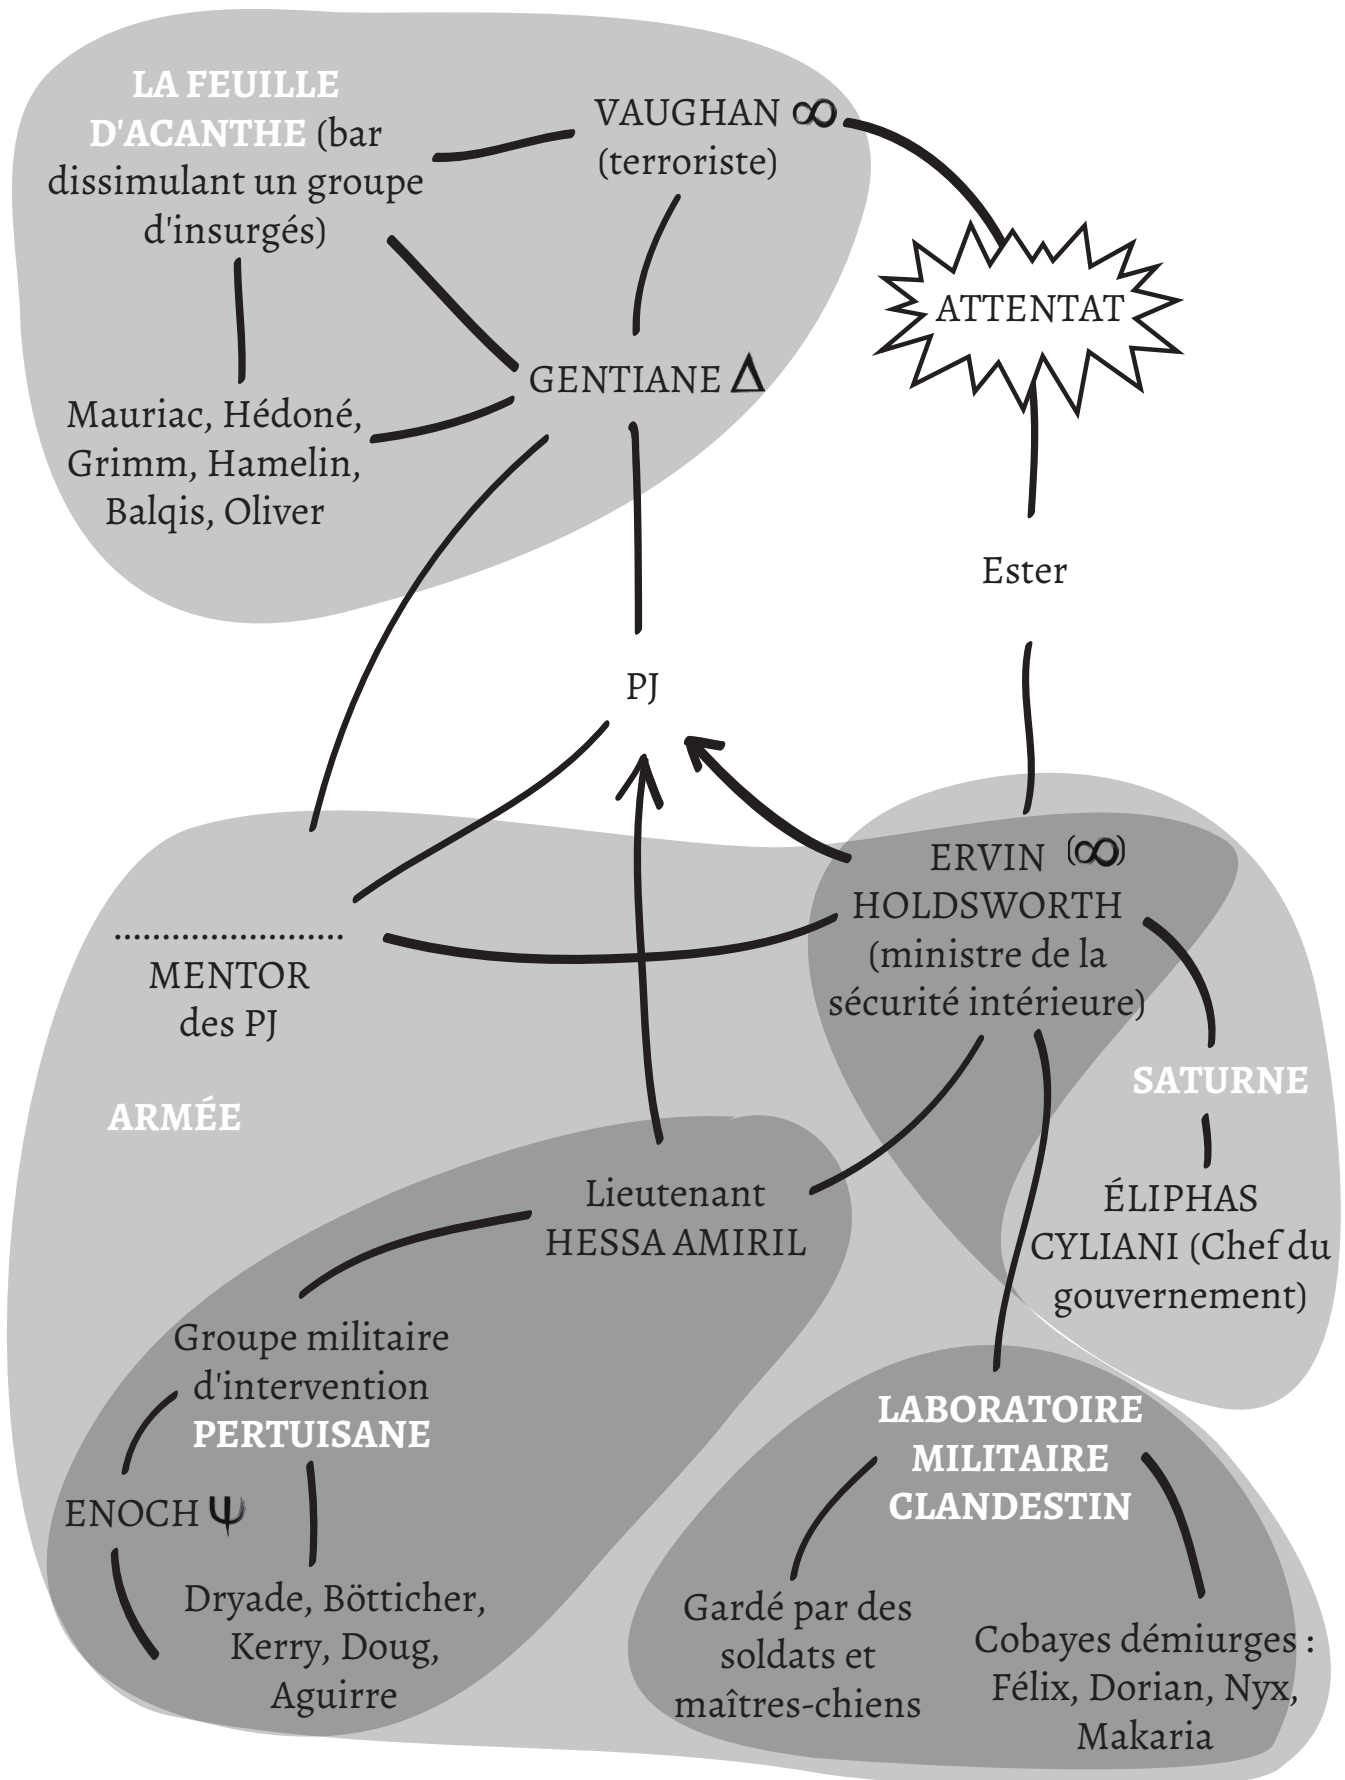 LA FEUILLE
D'ACANTHE (bar
dissimulant un groupe
d'insurgés)
VAUGHAN ∞
(terroriste)
ATTENTAT
GENTIANE Δ
Mauriac, Hédoné,
Grimm, Hamelin,
Balqis, Oliver
Ester
PJ
ERVIN (∞)
HOLDSWORTH
(ministre de la
sécurité intérieure)
........................
MENTOR
des PJ
ARMÉE
SATURNE
ÉLIPHAS
CYLIANI (Chef du
gouvernement)
Lieutenant
HESSA AMIRIL
Groupe militaire
d'intervention
PERTUISANE
ENOCH Ψ
Dryade, Bötticher,
Kerry, Doug,
Aguirre
LABORATOIRE
MILITAIRE
CLANDESTIN
Gardé par des
soldats et
maîtres-chiens
Cobayes démiurges :
Félix, Dorian, Nyx,
Makaria